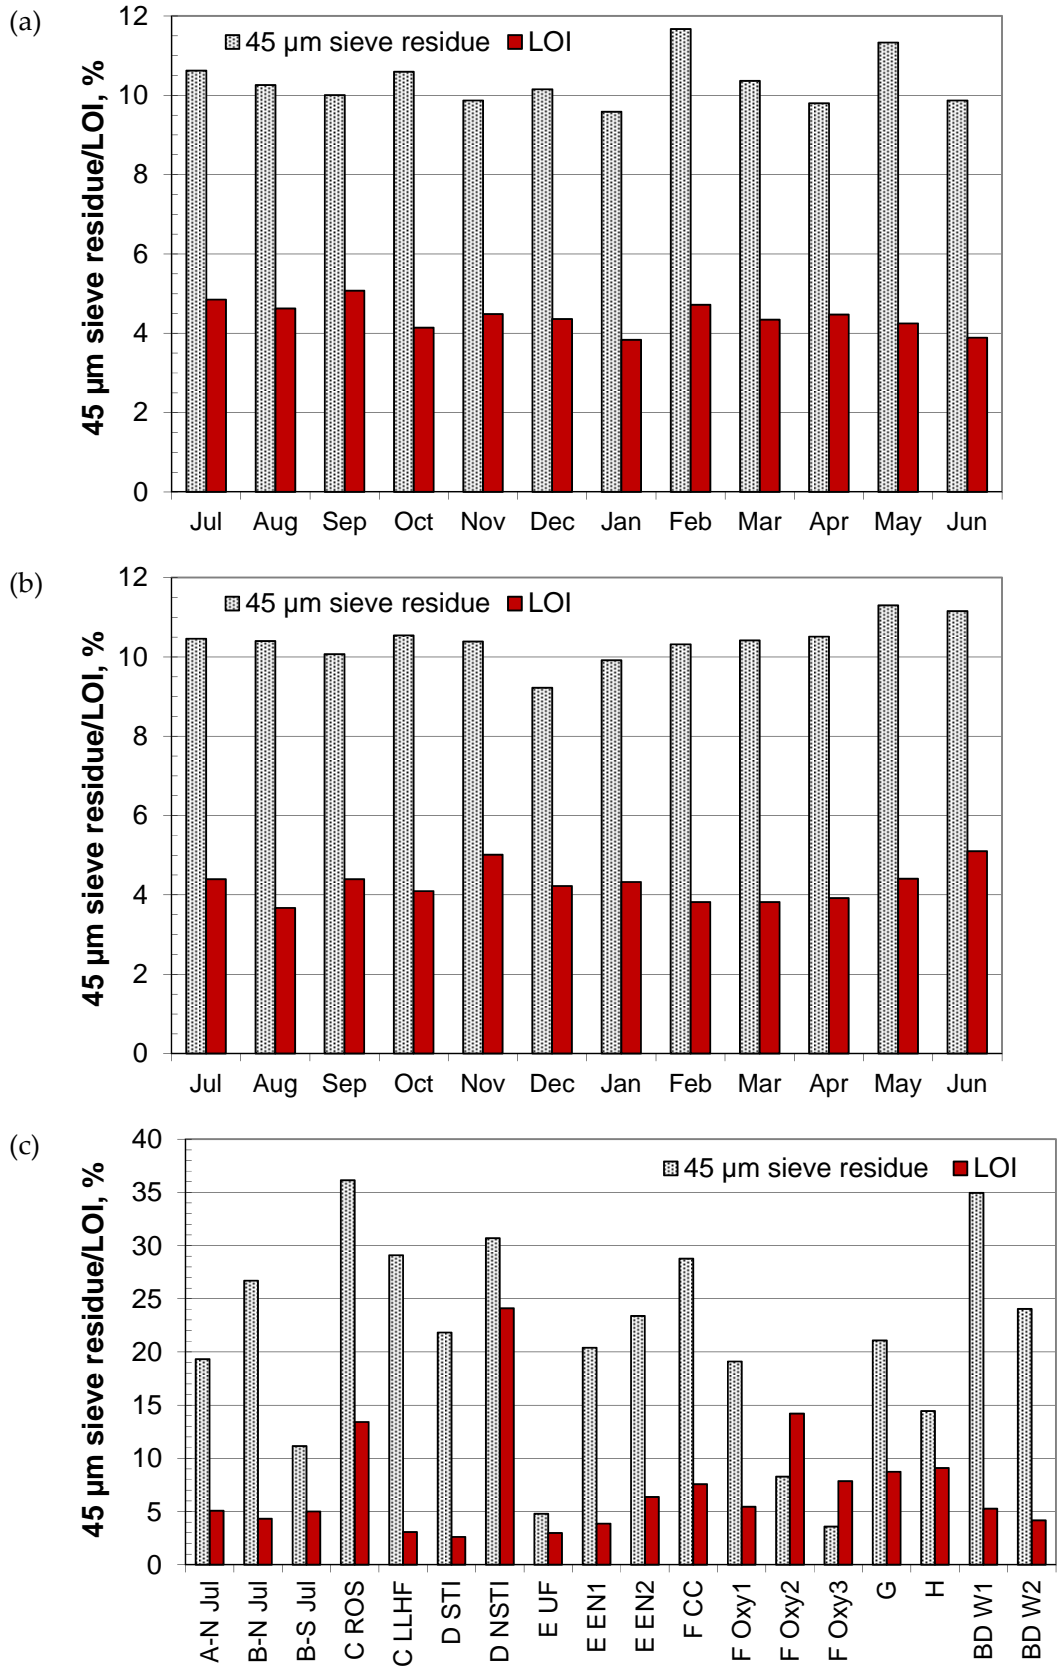 (a)
12
10
8
6
4
2
0
45 µm sieve residue/LOI, %
45 µm sieve residue LOI
Jul Aug Sep Oct Nov Dec Jan Feb Mar Apr May Jun
(b)
12
10
8
6
4
2
0
45 µm sieve residue/LOI, %
45 µm sieve residue LOI
Jul Aug Sep Oct Nov Dec Jan Feb Mar Apr May Jun
(c)
40
35
30
25
20
15
10
5
0
45 µm sieve residue/LOI, %
45 µm sieve residue LOI
A-N Jul
B-N Jul
B-S Jul
C ROS
C LLHF
D STI
D NSTI
E UF
E EN1
E EN2
F CC
F Oxy1
F Oxy2
F Oxy3
G
H
BD W1
BD W2